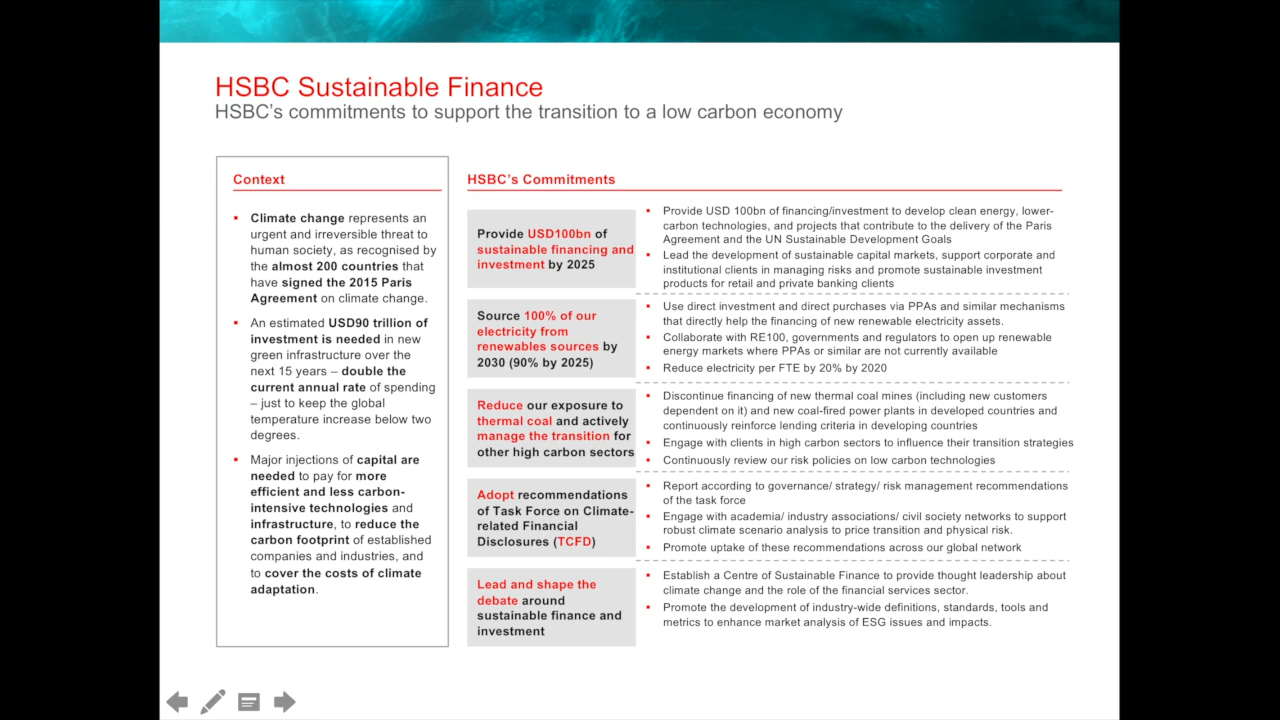 HSBC Sustainable Finance
HSBC's commitments to support the transition to a low carbon economy
Context
▪ Climate change represents an
urgent and irreversible threat to
human society, as recognised by
the almost 200 countries that
have signed the 2015 Paris
Agreement on climate change.
▪ An estimated USD90 trillion of
investment is needed in new
green infrastructure over the
next 15 years – double the
current annual rate of spending
– just to keep the global
temperature increase below two
degrees.
▪ Major injections of capital are
needed to pay for more
efficient and less carbon-
intensive technologies and
infrastructure, to reduce the
carbon footprint of established
companies and industries, and
to cover the costs of climate
adaptation.
HSBC's Commitments
Provide USD100bn of
sustainable financing and
investment by 2025
▪ Provide USD 100bn of financing/investment to develop clean energy, lower-
carbon technologies, and projects that contribute to the delivery of the Paris
Agreement and the UN Sustainable Development Goals
▪ Lead the development of sustainable capital markets, support corporate and
institutional clients in managing risks and promote sustainable investment
products for retail and private banking clients
Source 100% of our
electricity from
renewables sources by
2030 (90% by 2025)
▪ Use direct investment and direct purchases via PPAs and similar mechanisms
that directly help the financing of new renewable electricity assets.
▪ Collaborate with RE100, governments and regulators to open up renewable
energy markets where PPAs or similar are not currently available
▪ Reduce electricity per FTE by 20% by 2020
Reduce our exposure to
thermal coal and actively
manage the transition for
other high carbon sectors
▪ Discontinue financing of new thermal coal mines (including new customers
dependent on it) and new coal-fired power plants in developed countries and
continuously reinforce lending criteria in developing countries
▪ Engage with clients in high carbon sectors to influence their transition strategies
▪ Continuously review our risk policies on low carbon technologies
Adopt recommendations
of Task Force on Climate-
related Financial
Disclosures (TCFD)
▪ Report according to governance/ strategy/ risk management recommendations
of the task force
▪ Engage with academia/ industry associations/ civil society networks to support
robust climate scenario analysis to price transition and physical risk.
▪ Promote uptake of these recommendations across our global network
Lead and shape the
debate around
sustainable finance and
investment
▪ Establish a Centre of Sustainable Finance to provide thought leadership about
climate change and the role of the financial services sector.
▪ Promote the development of industry-wide definitions, standards, tools and
metrics to enhance market analysis of ESG issues and impacts.